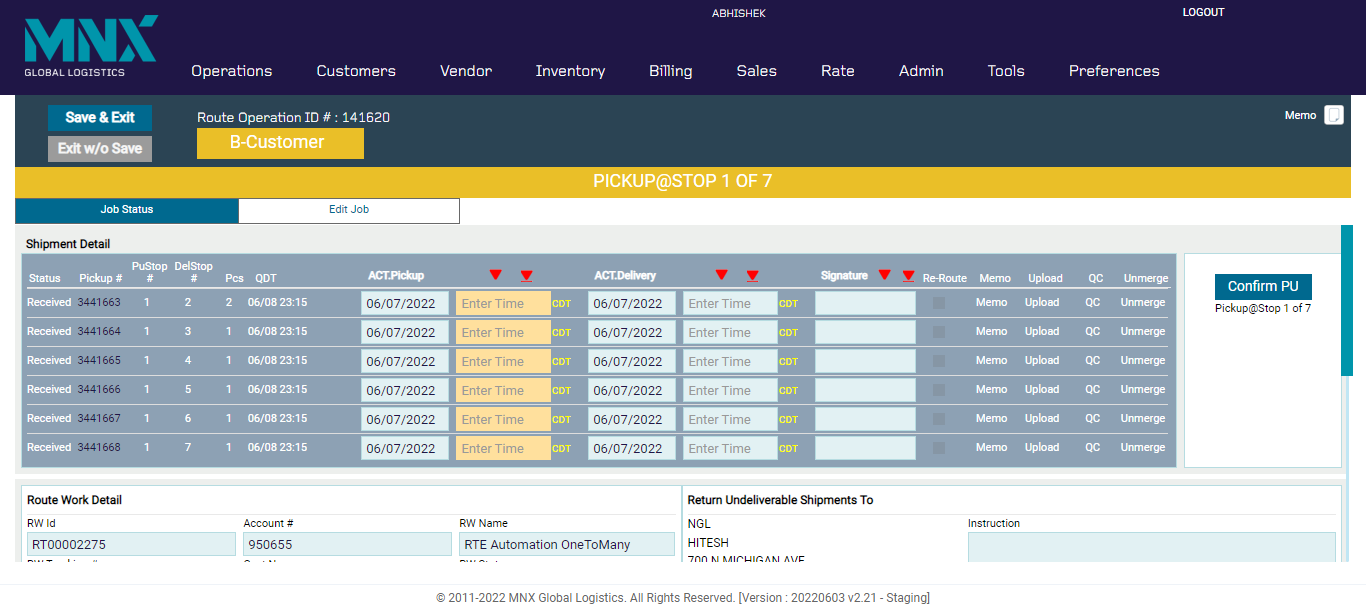 ABHISHEK LOGOUT
MNX
GLOBAL LOGISTICS
Operations Customers Vendor Inventory Billing Sales Rate Admin Tools Preferences
Save & Exit Route Operation ID # : 141620 Memo
Exit w/o Save B-Customer
PICKUP@STOP 1 OF 7
Job Status Edit Job
Shipment Detail
Status Pickup # PuStop # DelStop # Pcs QDT ACT.Pickup ACT.Delivery Signature Re-Route Memo Upload QC Unmerge
Received 3441663 1 2 2 06/08 23:15 06/07/2022 Enter Time CDT 06/07/2022 Enter Time CDT Memo Upload QC Unmerge
Received 3441664 1 3 1 06/08 23:15 06/07/2022 Enter Time CDT 06/07/2022 Enter Time CDT Memo Upload QC Unmerge
Received 3441665 1 4 1 06/08 23:15 06/07/2022 Enter Time CDT 06/07/2022 Enter Time CDT Memo Upload QC Unmerge
Received 3441666 1 5 1 06/08 23:15 06/07/2022 Enter Time CDT 06/07/2022 Enter Time CDT Memo Upload QC Unmerge
Received 3441667 1 6 1 06/08 23:15 06/07/2022 Enter Time CDT 06/07/2022 Enter Time CDT Memo Upload QC Unmerge
Received 3441668 1 7 1 06/08 23:15 06/07/2022 Enter Time CDT 06/07/2022 Enter Time CDT Memo Upload QC Unmerge
Confirm PU
Pickup@Stop 1 of 7
Route Work Detail
RW Id Account # RW Name
RT00002275 950655 RTE Automation OneToMany
Return Undeliverable Shipments To
NGL Instruction
HITESH
700 N MICHIGAN AVE
© 2011-2022 MNX Global Logistics. All Rights Reserved. [Version : 20220603 v2.21 - Staging]